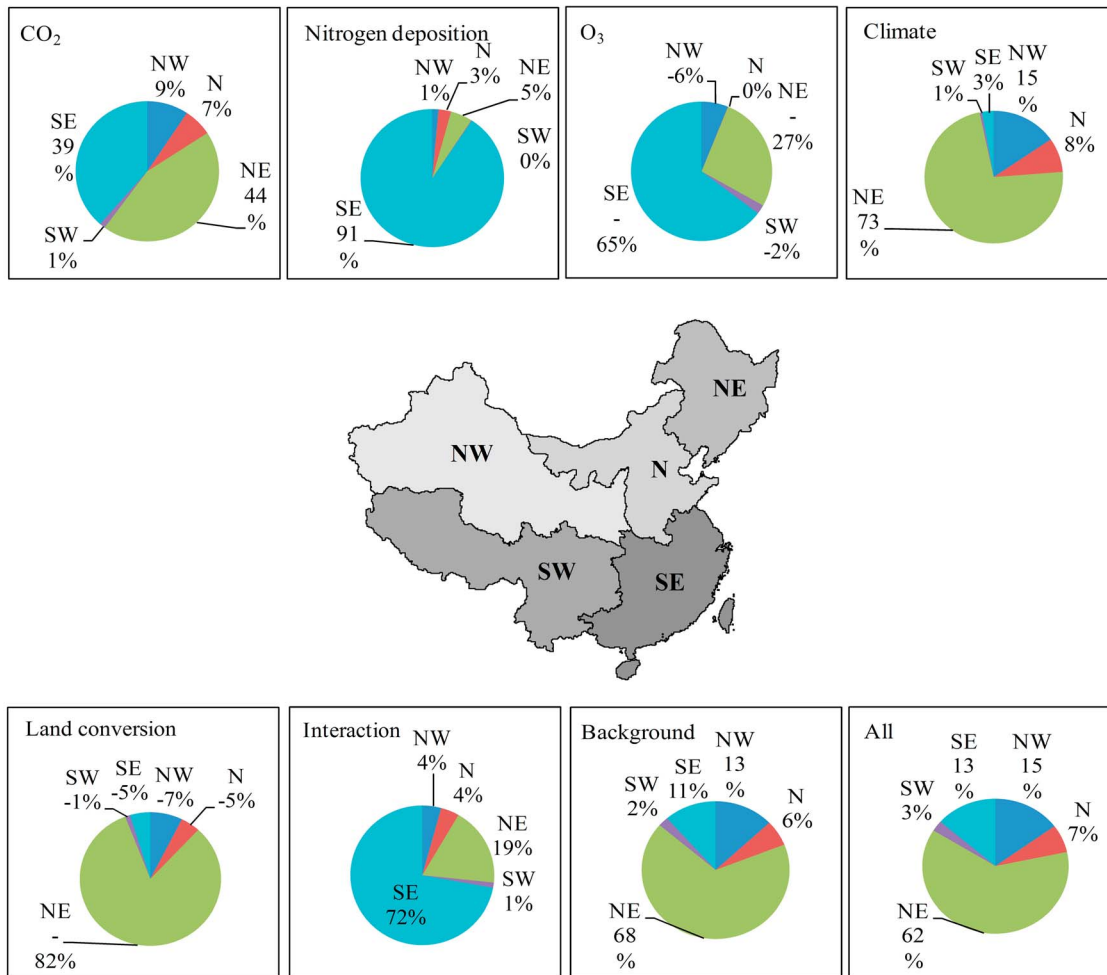 CO₂
NW
9%
N
7%
NE
44
%
SW
1%
SE
39
%
Nitrogen deposition
NW
1%
N
3%
NE
5%
SW
0%
SE
91
%
O₃
NW
-6%
N
0%
NE
-
27%
SW
-2%
SE
-
65%
Climate
SW
1%
SE
3%
NW
15
%
N
8%
NE
73
%
NE
NW
N
SW
SE
Land conversion
SW
-1%
SE
-5%
NW
-7%
N
-5%
NE
-
82%
Interaction
NW
4%
N
4%
NE
19%
SW
1%
SE
72%
Background
SW
2%
SE
11%
NW
13
%
N
6%
NE
68
%
All
SW
3%
SE
13
%
NW
15
%
N
7%
NE
62
%